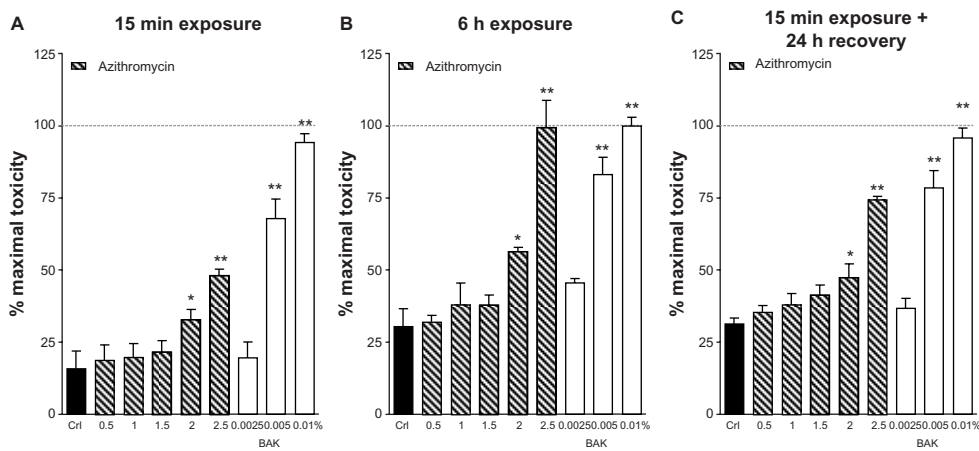 A
15 min exposure
125
100
75
50
25
0
% maximal toxicity
Azithromycin
*
**
**
**
Crl 0.5 1 1.5 2 2.5 0.0025 0.005 0.01%
BAK
B
6 h exposure
125
100
75
50
25
0
% maximal toxicity
Azithromycin
*
**
**
**
Crl 0.5 1 1.5 2 2.5 0.0025 0.005 0.01%
BAK
C
15 min exposure +
24 h recovery
125
100
75
50
25
0
% maximal toxicity
Azithromycin
*
**
**
**
Crl 0.5 1 1.5 2 2.5 0.0025 0.005 0.01%
BAK